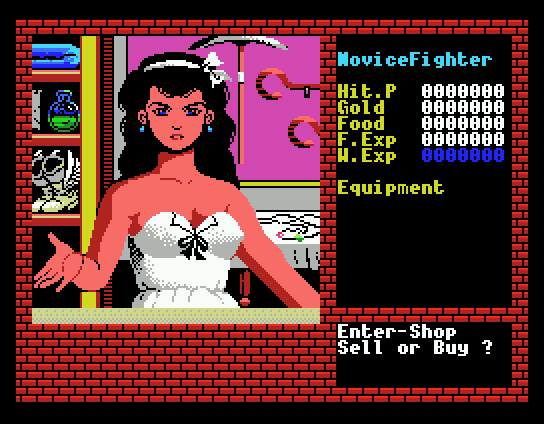 NoviceFighter
Hit.P 0000000
Gold 0000000
Food 0000000
F.Exp 0000000
W.Exp 0000000
Equipment
Enter-Shop
Sell or Buy ?